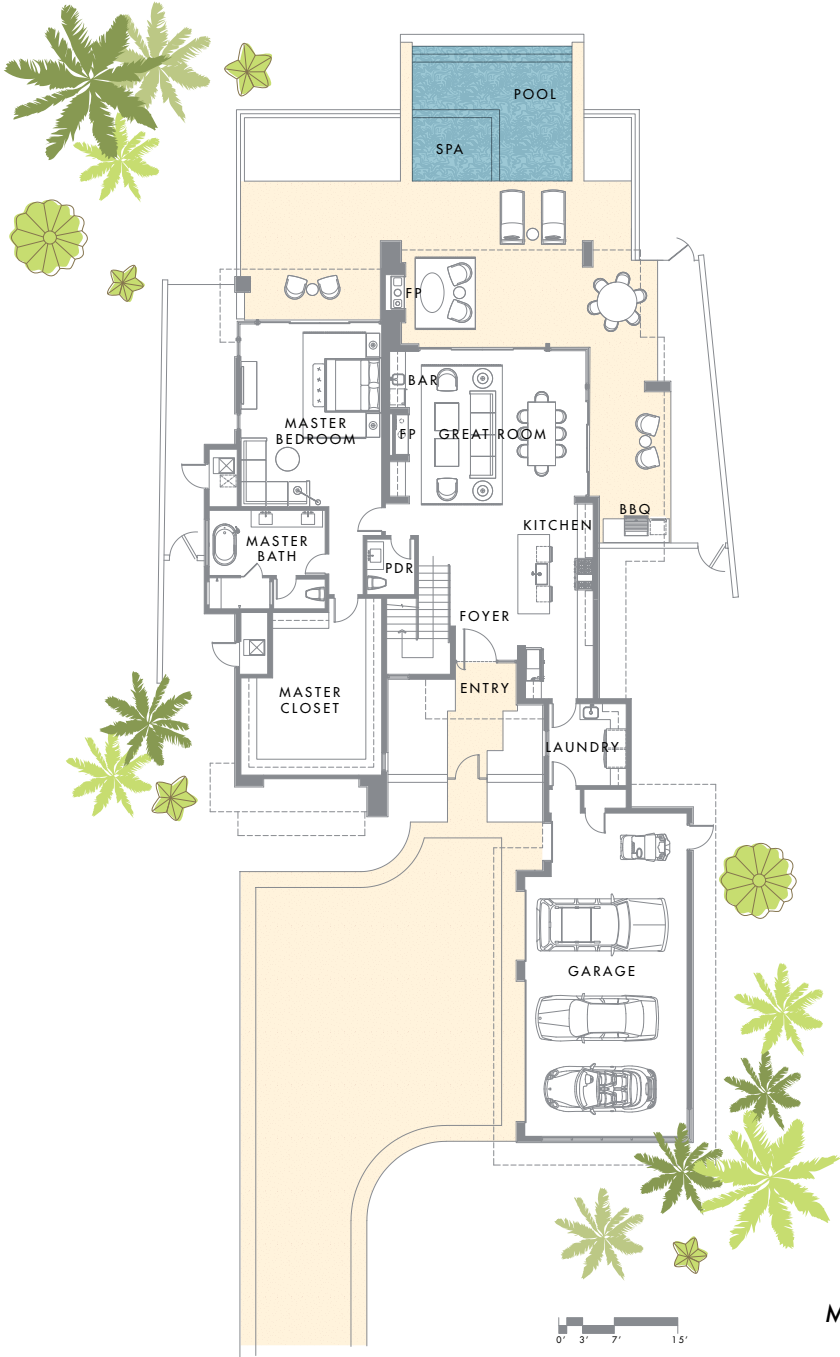 POOL
SPA
FP
BAR
MASTER
BEDROOM
FP
GREAT ROOM
BBQ
KITCHEN
MASTER
BATH
PDR
FOYER
ENTRY
MASTER
CLOSET
LAUNDRY
GARAGE
M
0' 3' 7' 15'